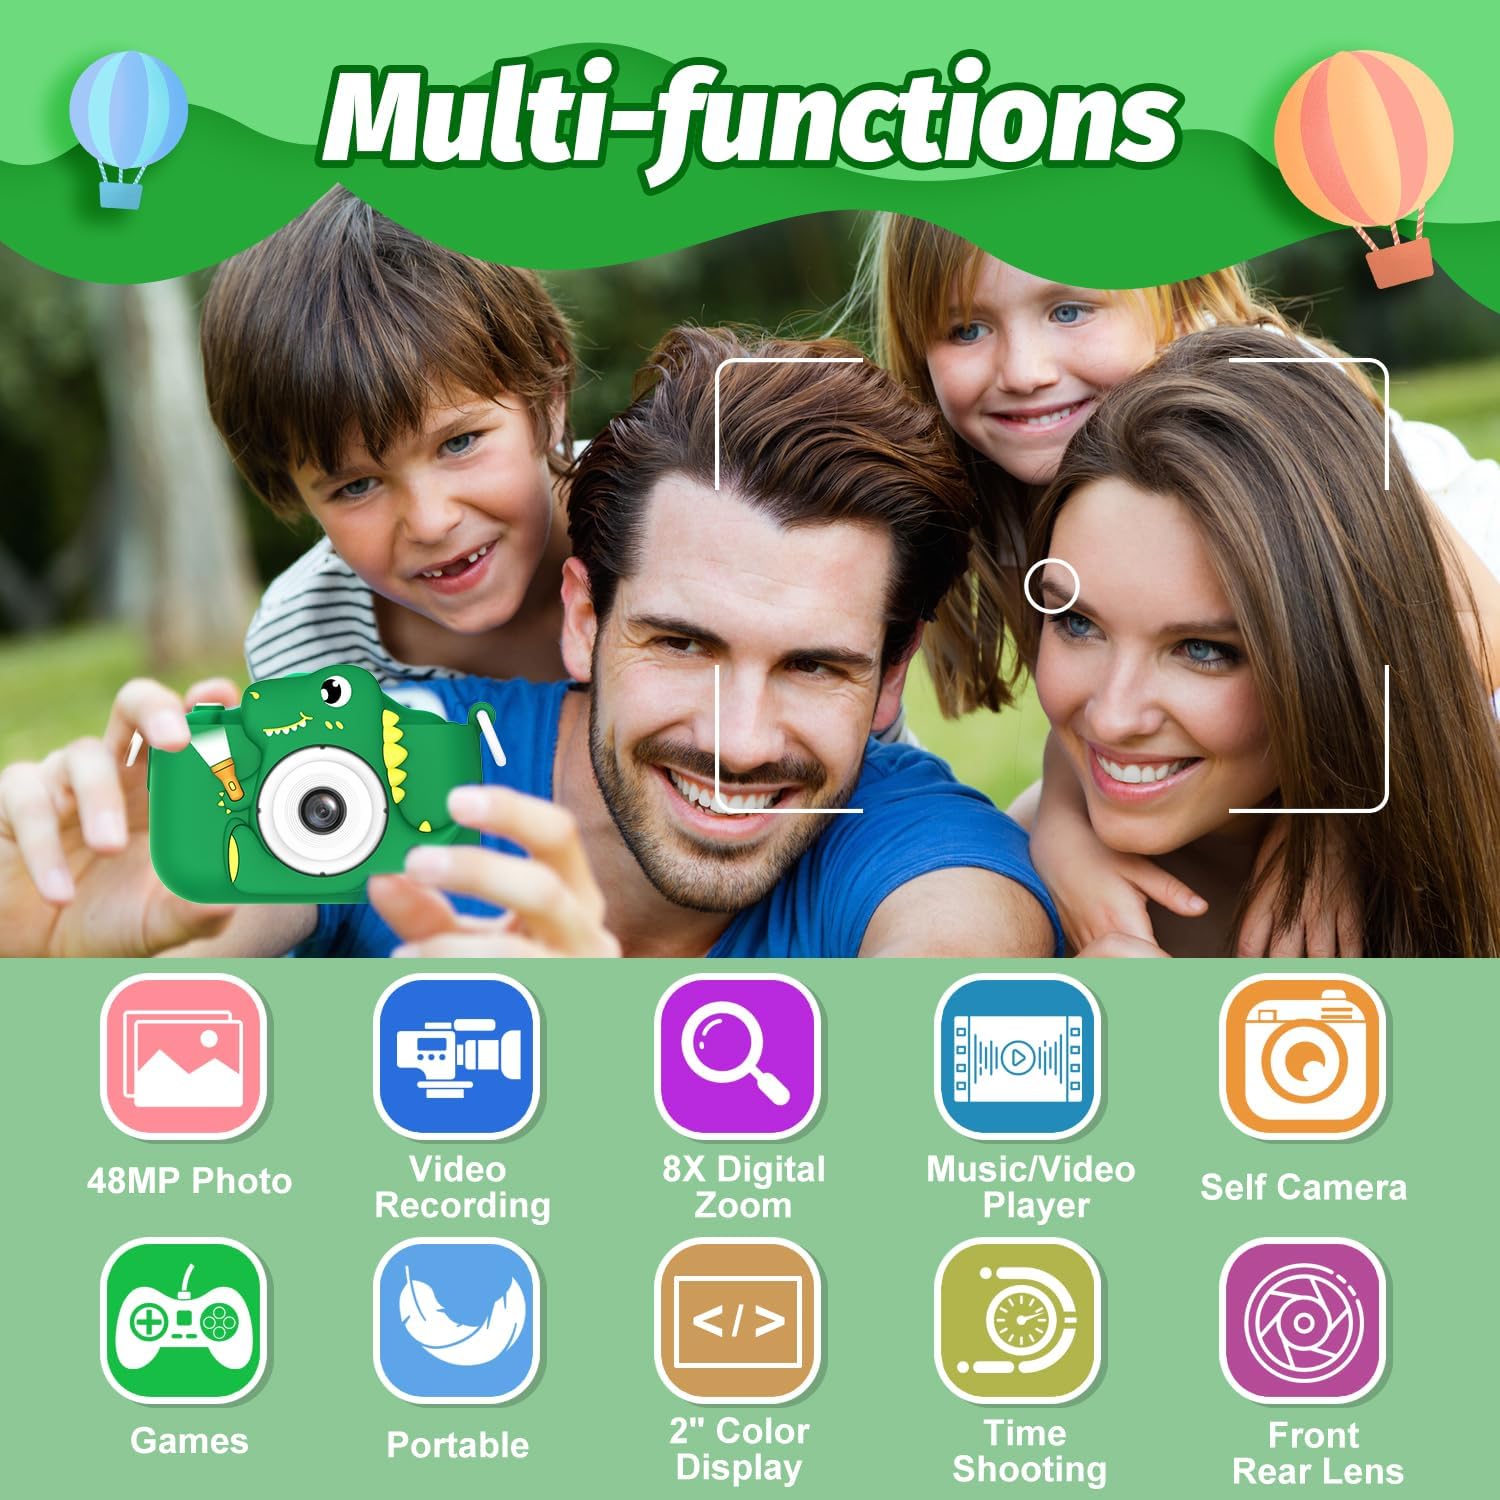 Multi-functions
48MP Photo
Video
Recording
8X Digital
Zoom
Music/Video
Player
Self Camera
</>
Games
Portable
2" Color
Display
Time
Shooting
Front
Rear Lens